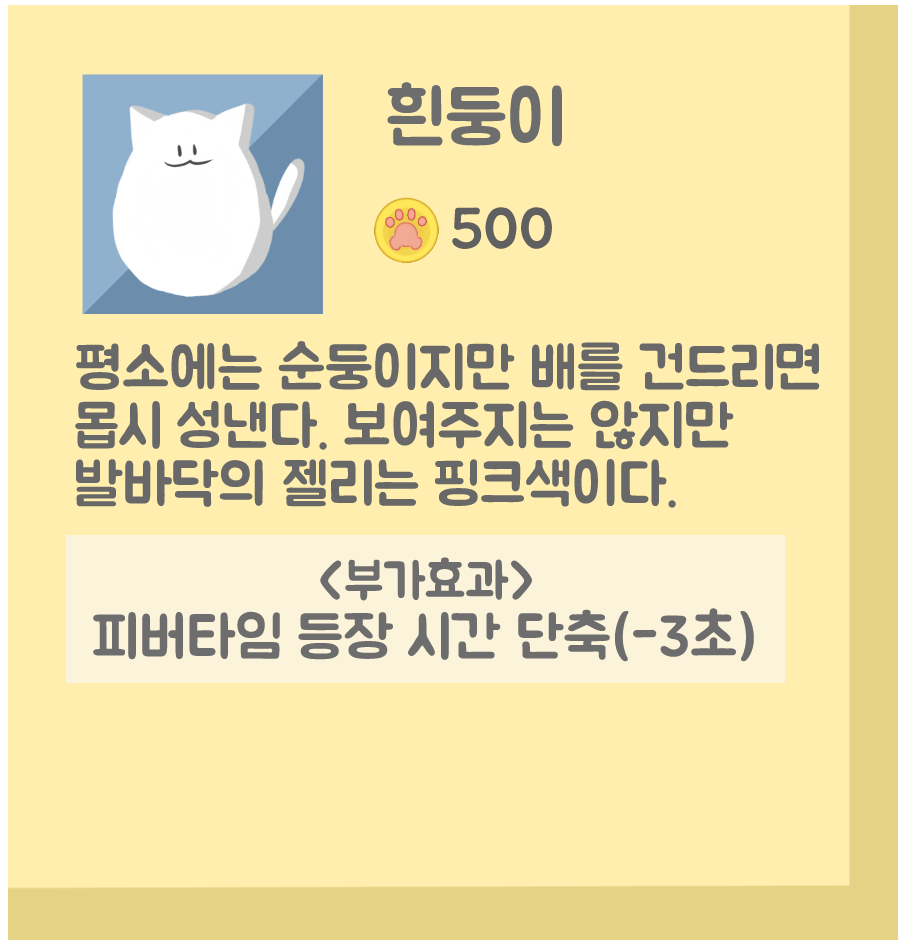 흰둥이
500
평소에는 순둥이지만 배를 건드리면
몹시 성낸다. 보여주지는 않지만
발바닥의 젤리는 핑크색이다.
<부가효과>
피버타임 등장 시간 단축(-3초)